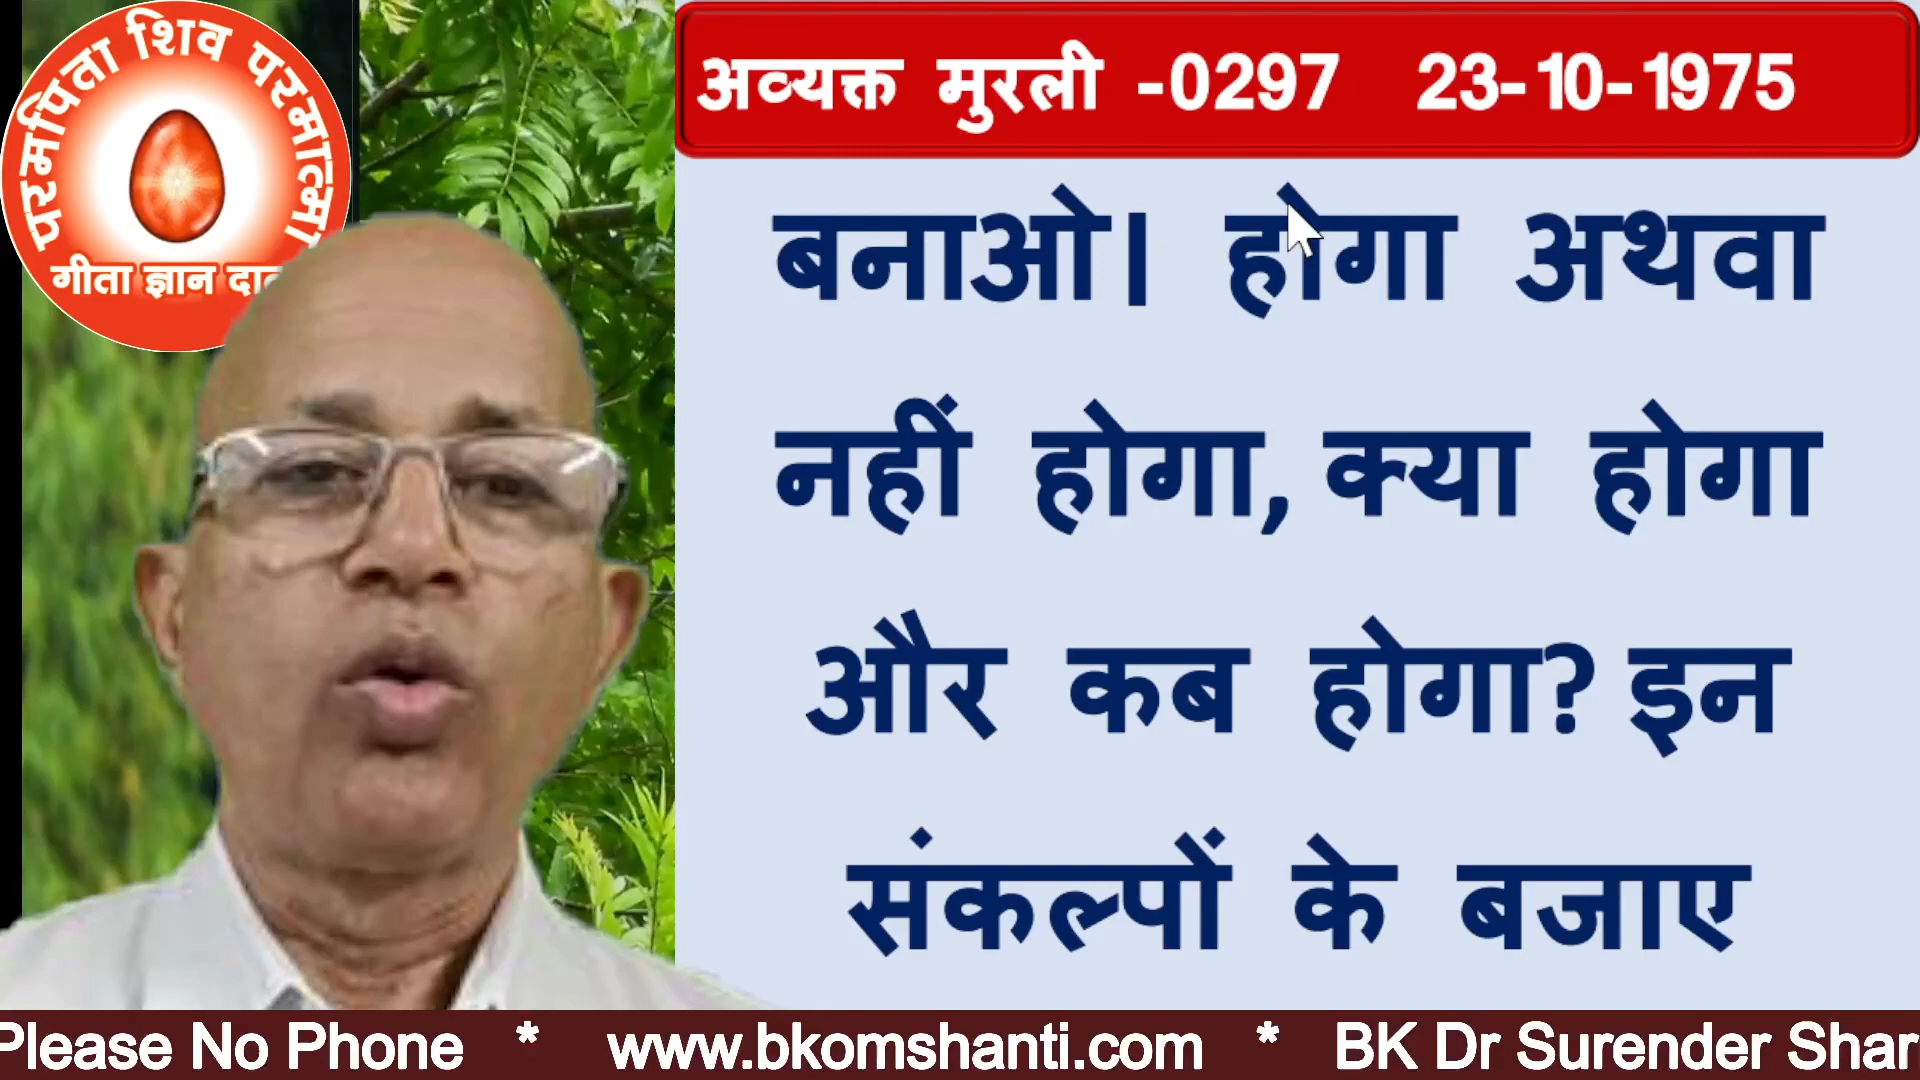 परमपिता शिव परमात्मा
गीता ज्ञान
अव्यक्त मुरली -0297 23-10-1975
बनाओ। होगा अथवा
नहीं होगा, क्या होगा
और कब होगा? इन
संकल्पों के बजाए
Please No Phone * www.bkomshanti.com * BK Dr Surender Shar